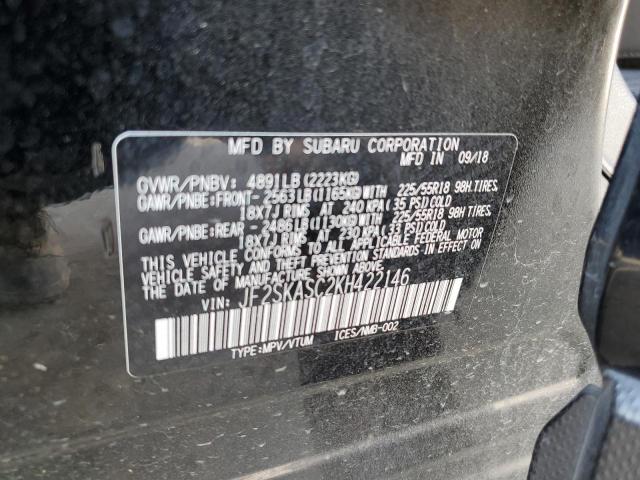 MFD BY SUBARU CORPORATION
MFD IN 09/18
GVWR/PNBV: 4891LB(2223KG)
GAWR/PNBE:FRONT- 2563LB(1165KG)WITH 225/55R18 98H TIRES,
18X7J RIMS AT 240 KPA(35 PSI)COLD
GAWR/PNBE:REAR - 2486LB(1130KG)WITH 225/55R18 98H TIRES,
18X7J RIMS AT 230 KPA(33 PSI)COLD
THIS VEHICLE CONFORMS TO ALL APPLICABLE FEDERAL MOTOR
VEHICLE SAFETY AND THEFT PREVENTION STANDARDS IN EFFECT
ON THE DATE OF MANUFACTURE SHOWN ABOVE.
VIN: JF2SKASC2KH422146
TYPE:MPV/VTUM ICES/NMB-002